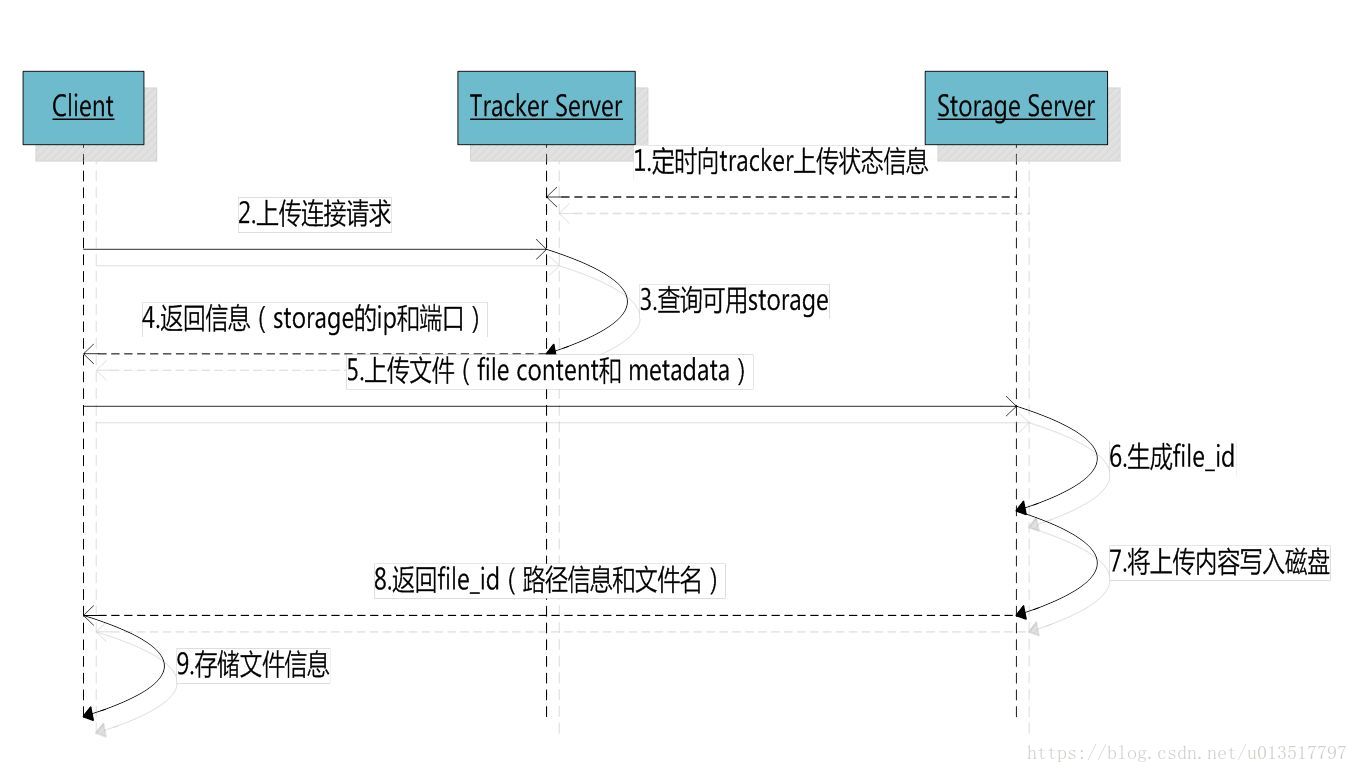 Client
Tracker Server
Storage Server
1.定时向tracker上传状态信息
2.上传连接请求
3.查询可用storage
4.返回信息（storage的ip和端口）
5.上传文件（file content和 metadata）
6.生成file_id
7.将上传内容写入磁盘
8.返回file_id（路径信息和文件名）
9.存储文件信息
https://blog.csdn.net/u013517797